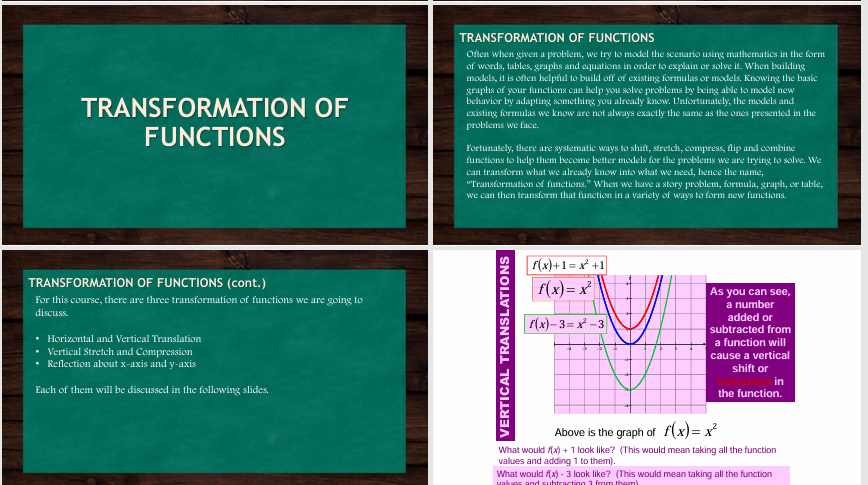 TRANSFORMATION OF
FUNCTIONS
TRANSFORMATION OF FUNCTIONS
Often when given a problem, we try to model the scenario using mathematics in the form
of words, tables, graphs and equations in order to explain or solve it. When building
models, it is often helpful to build off of existing formulas or models. Knowing the basic
graphs of your functions can help you solve problems by being able to model new
behavior by adapting something you already know. Unfortunately, the models and
existing formulas we know are not always exactly the same as the ones presented in the
problems we face.
Fortunately, there are systematic ways to shift, stretch, compress, flip and combine
functions to help them become better models for the problems we are trying to solve. We
can transform what we already know into what we need, hence the name,
“Transformation of functions.” When we have a story problem, formula, graph, or table,
we can then transform that function in a variety of ways to form new functions.
TRANSFORMATION OF FUNCTIONS (cont.)
For this course, there are three transformation of functions we are going to
discuss.
• Horizontal and Vertical Translation
• Vertical Stretch and Compression
• Reflection about x-axis and y-axis
Each of them will be discussed in the following slides.
VERTICAL TRANSLATIONS
f(x)+1 = x² +1
f(x) = x²
f(x)−3 = x² −3
As you can see,
a number
added or
subtracted from
a function will
cause a vertical
shift or
translation in
the function.
Above is the graph of f(x) = x²
What would f(x) + 1 look like? (This would mean taking all the function
values and adding 1 to them).
What would f(x) - 3 look like? (This would mean taking all the function
values and subtracting 3 from them)